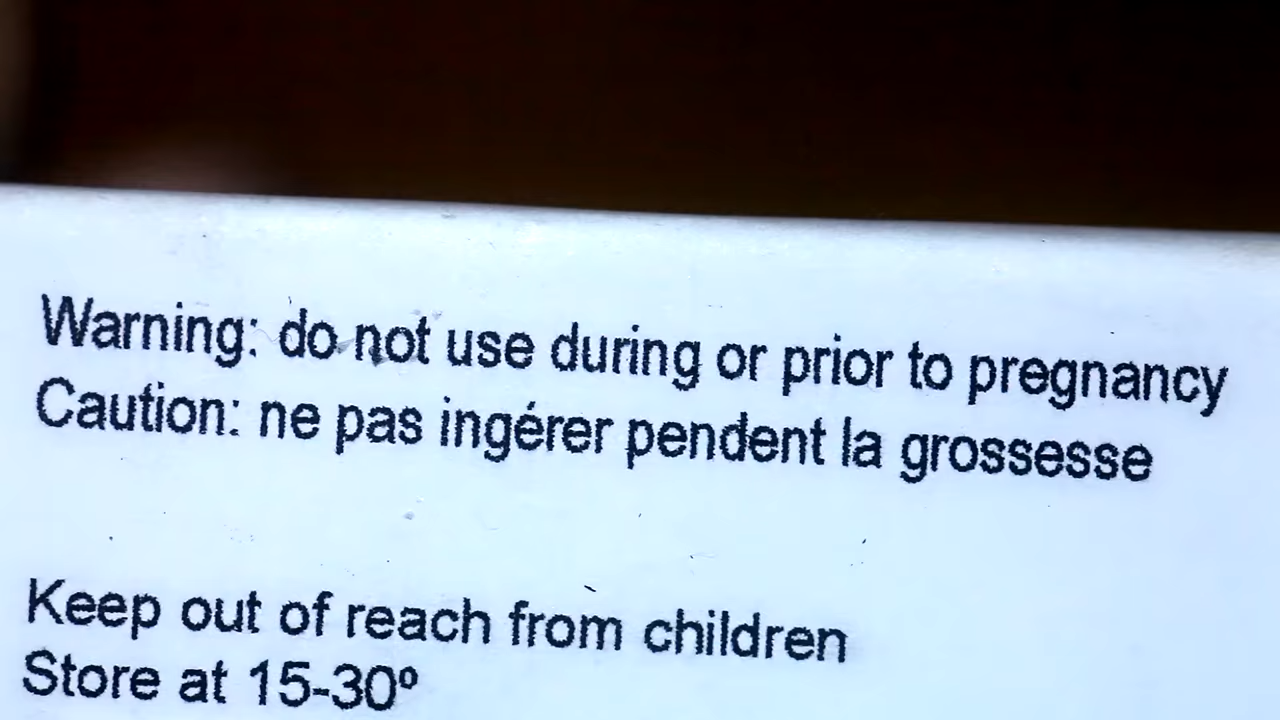 Warning: do not use during or prior to pregnancy
Caution: ne pas ingérer pendent la grossesse
Keep out of reach from children
Store at 15-30º